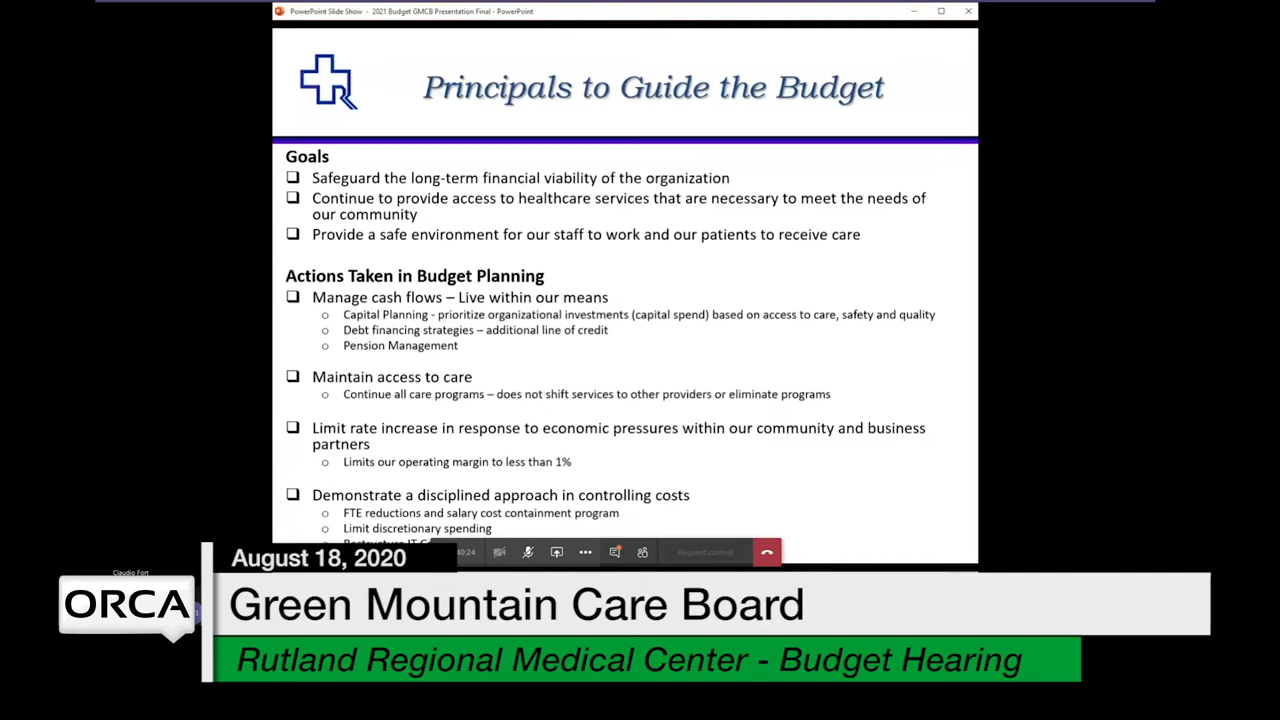 PowerPoint Slide Show - 2021 Budget GMCB Presentation Final - PowerPoint
Principals to Guide the Budget
Goals
Safeguard the long-term financial viability of the organization
Continue to provide access to healthcare services that are necessary to meet the needs of
our community
Provide a safe environment for our staff to work and our patients to receive care
Actions Taken in Budget Planning
Manage cash flows – Live within our means
Capital Planning - prioritize organizational investments (capital spend) based on access to care, safety and quality
Debt financing strategies – additional line of credit
Pension Management
Maintain access to care
Continue all care programs – does not shift services to other providers or eliminate programs
Limit rate increase in response to economic pressures within our community and business
partners
Limits our operating margin to less than 1%
Demonstrate a disciplined approach in controlling costs
FTE reductions and salary cost containment program
Limit discretionary spending
40:24
Request control
August 18, 2020
Claudio Fort
ORCA
Green Mountain Care Board
Rutland Regional Medical Center - Budget Hearing